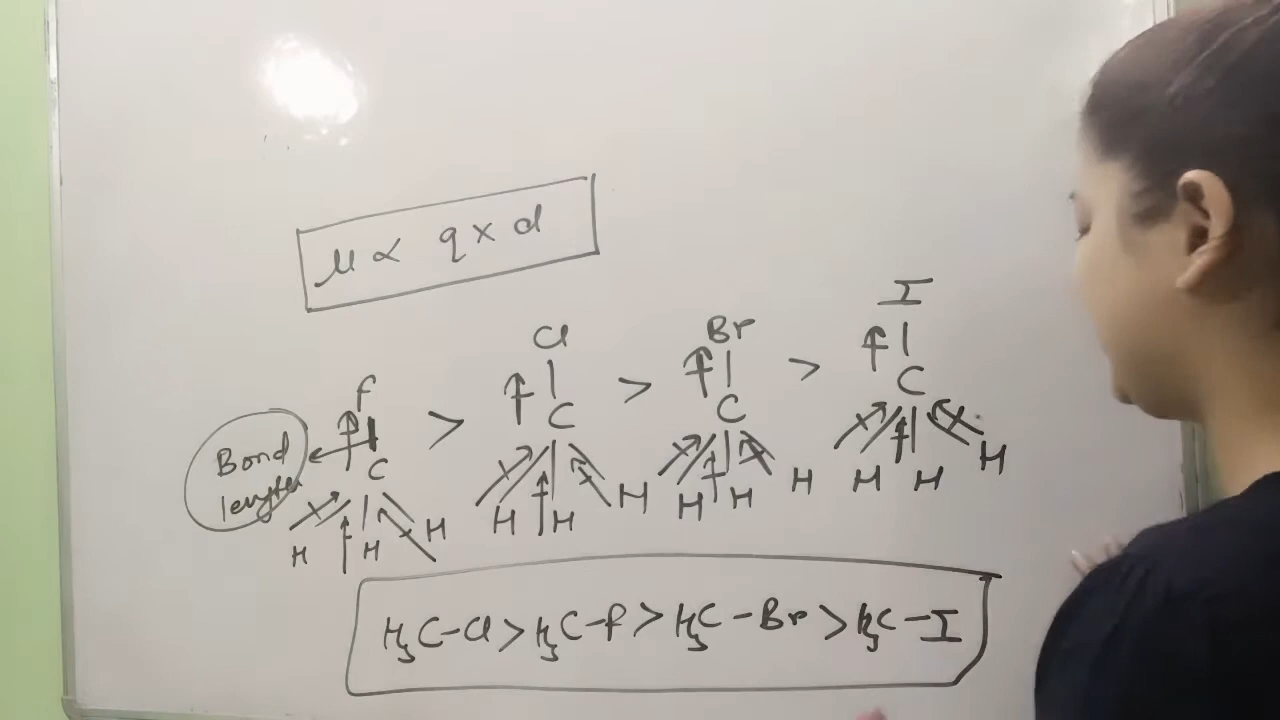 μ ∝ q × d
F > Cl > Br > I
C C C C
H H H H H H H H H H H H
Bond
length
H₃C-Cl > H₃C-F > H₃C-Br > H₃C-I